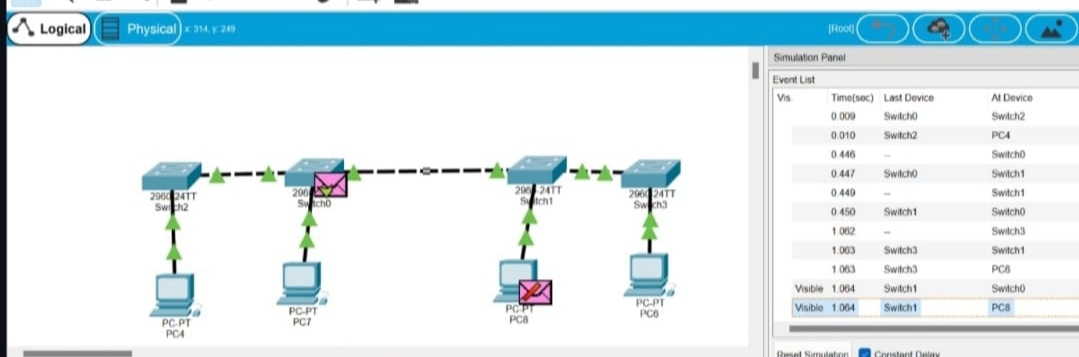 Logical Physical x: 314, y: 249 [Root]
Simulation Panel
Event List
Vis. Time(sec) Last Device At Device
0.009 Switch0 Switch2
0.010 Switch2 PC4
0.446 -- Switch0
0.447 Switch0 Switch1
0.449 -- Switch1
0.450 Switch1 Switch0
1.062 -- Switch3
1.063 Switch3 Switch1
1.063 Switch3 PC6
Visible 1.064 Switch1 Switch0
Visible 1.064 Switch1 PC8
2960-24TT
Switch2
Switch0
2960-24TT
Switch1
2960-24TT
Switch3
PC-PT
PC4
PC-PT
PC7
PC-PT
PC8
PC-PT
PC6
Reset Simulation Constant Delay